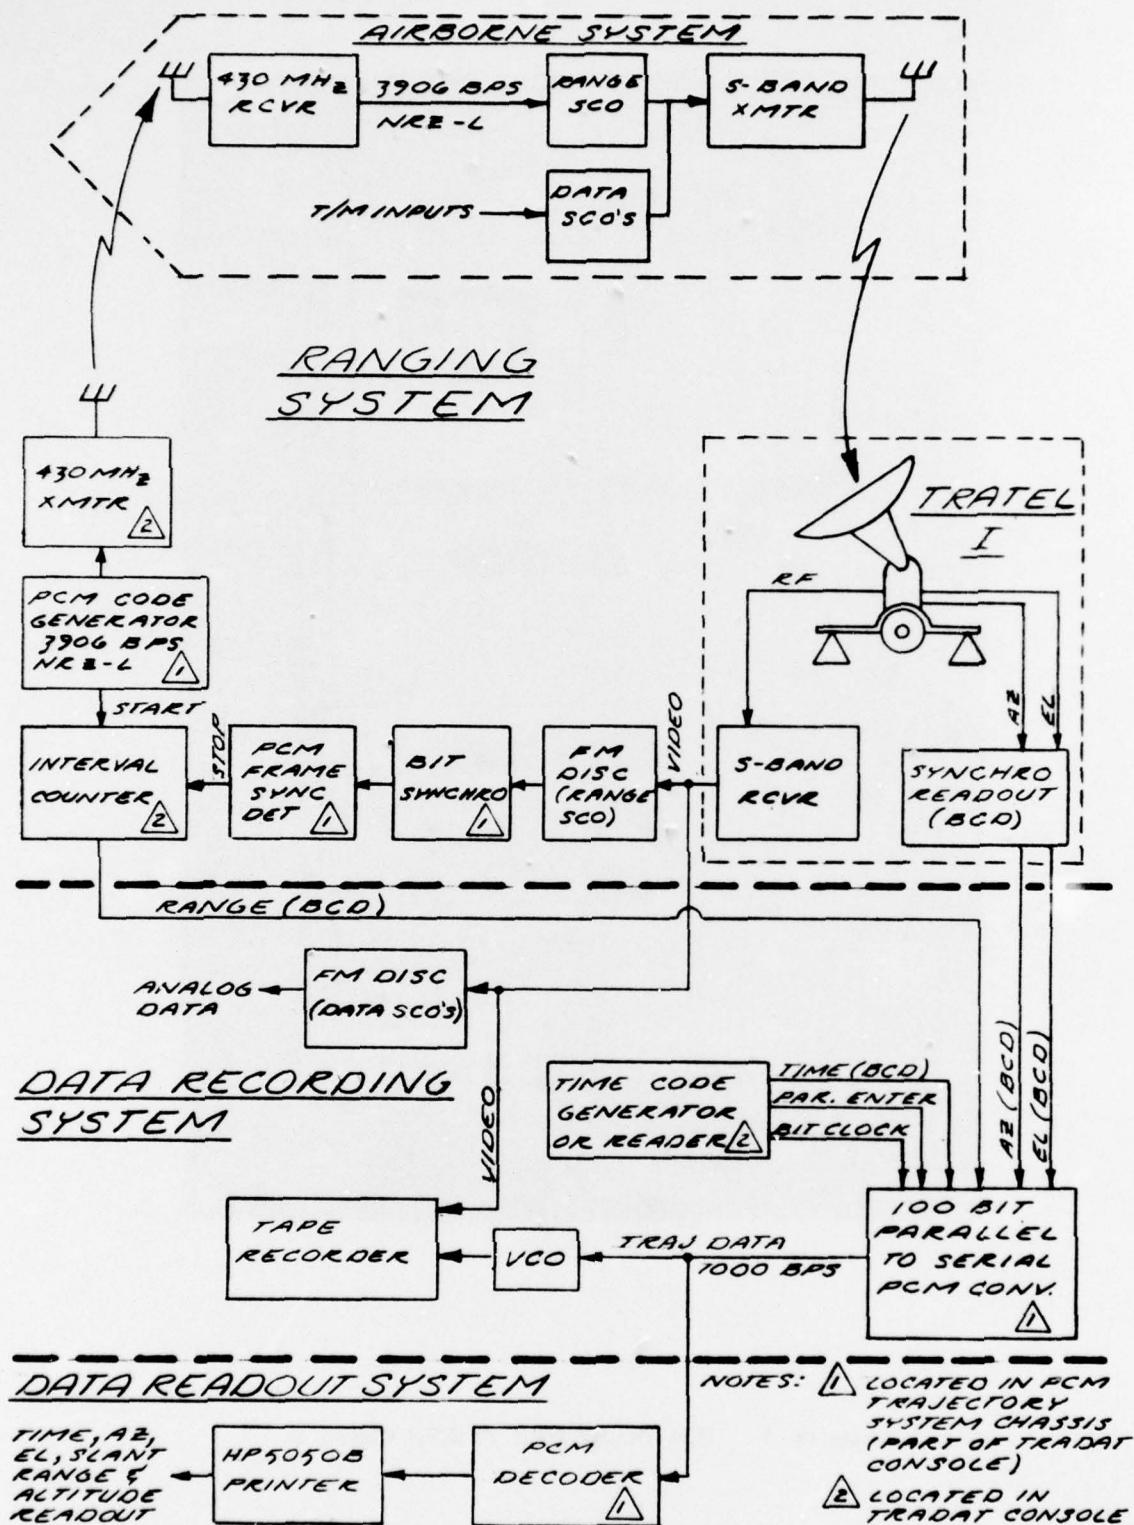 AIRBORNE SYSTEM
430 MHz
RCVR
3906 BPS
NRZ-L
RANGE
SCO
S-BAND
XMTR
T/M INPUTS
DATA
SCO'S
RANGING
SYSTEM
430 MHz
XMTR
2
PCM CODE
GENERATOR
3906 BPS
NRZ-L
1
START
INTERVAL
COUNTER
2
STOP
PCM
FRAME
SYNC
DET
1
BIT
SYNCHRO
1
FM
DISC
(RANGE
SCO)
VIDEO
TRATEL
I
RF
AZ
EL
S-BAND
RCVR
SYNCHRO
READOUT
(BCD)
RANGE (BCD)
ANALOG
DATA
FM DISC
(DATA SCO'S)
DATA RECORDING
SYSTEM
VIDEO
TIME CODE
GENERATOR
OR READER
2
TIME (BCD)
PAR. ENTER
BIT CLOCK
AZ (BCD)
EL (BCD)
TAPE
RECORDER
VCO
TRAJ DATA
1000 BPS
100 BIT
PARALLEL
TO SERIAL
PCM CONV.
1
DATA READOUT SYSTEM
TIME, AZ,
EL, SLANT
RANGE &
ALTITUDE
READOUT
HP5050B
PRINTER
PCM
DECODER
1
NOTES: 1 LOCATED IN PCM
TRAJECTORY
SYSTEM CHASSIS
(PART OF TRADAT
CONSOLE)
2 LOCATED IN
TRADAT CONSOLE